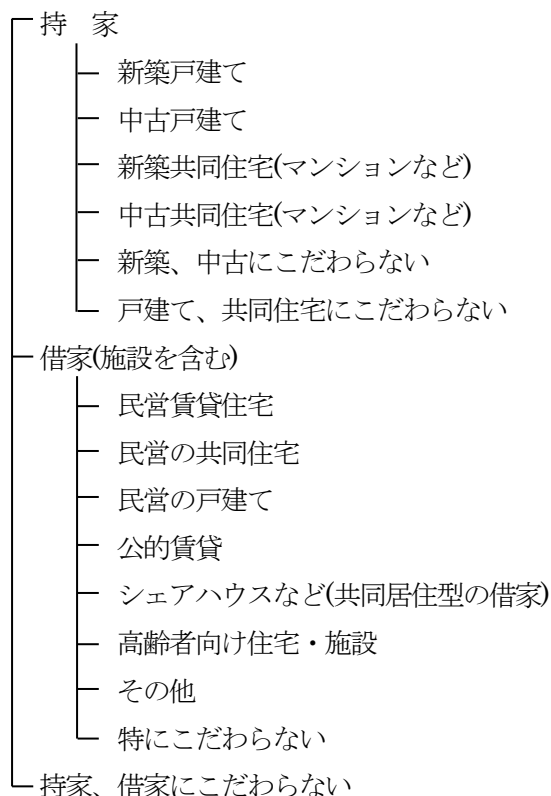 持　家
新築戸建て
中古戸建て
新築共同住宅(マンションなど)
中古共同住宅(マンションなど)
新築、中古にこだわらない
戸建て、共同住宅にこだわらない
借家(施設を含む)
民営賃貸住宅
民営の共同住宅
民営の戸建て
公的賃貸
シェアハウスなど(共同居住型の借家)
高齢者向け住宅・施設
その他
特にこだわらない
持家、借家にこだわらない